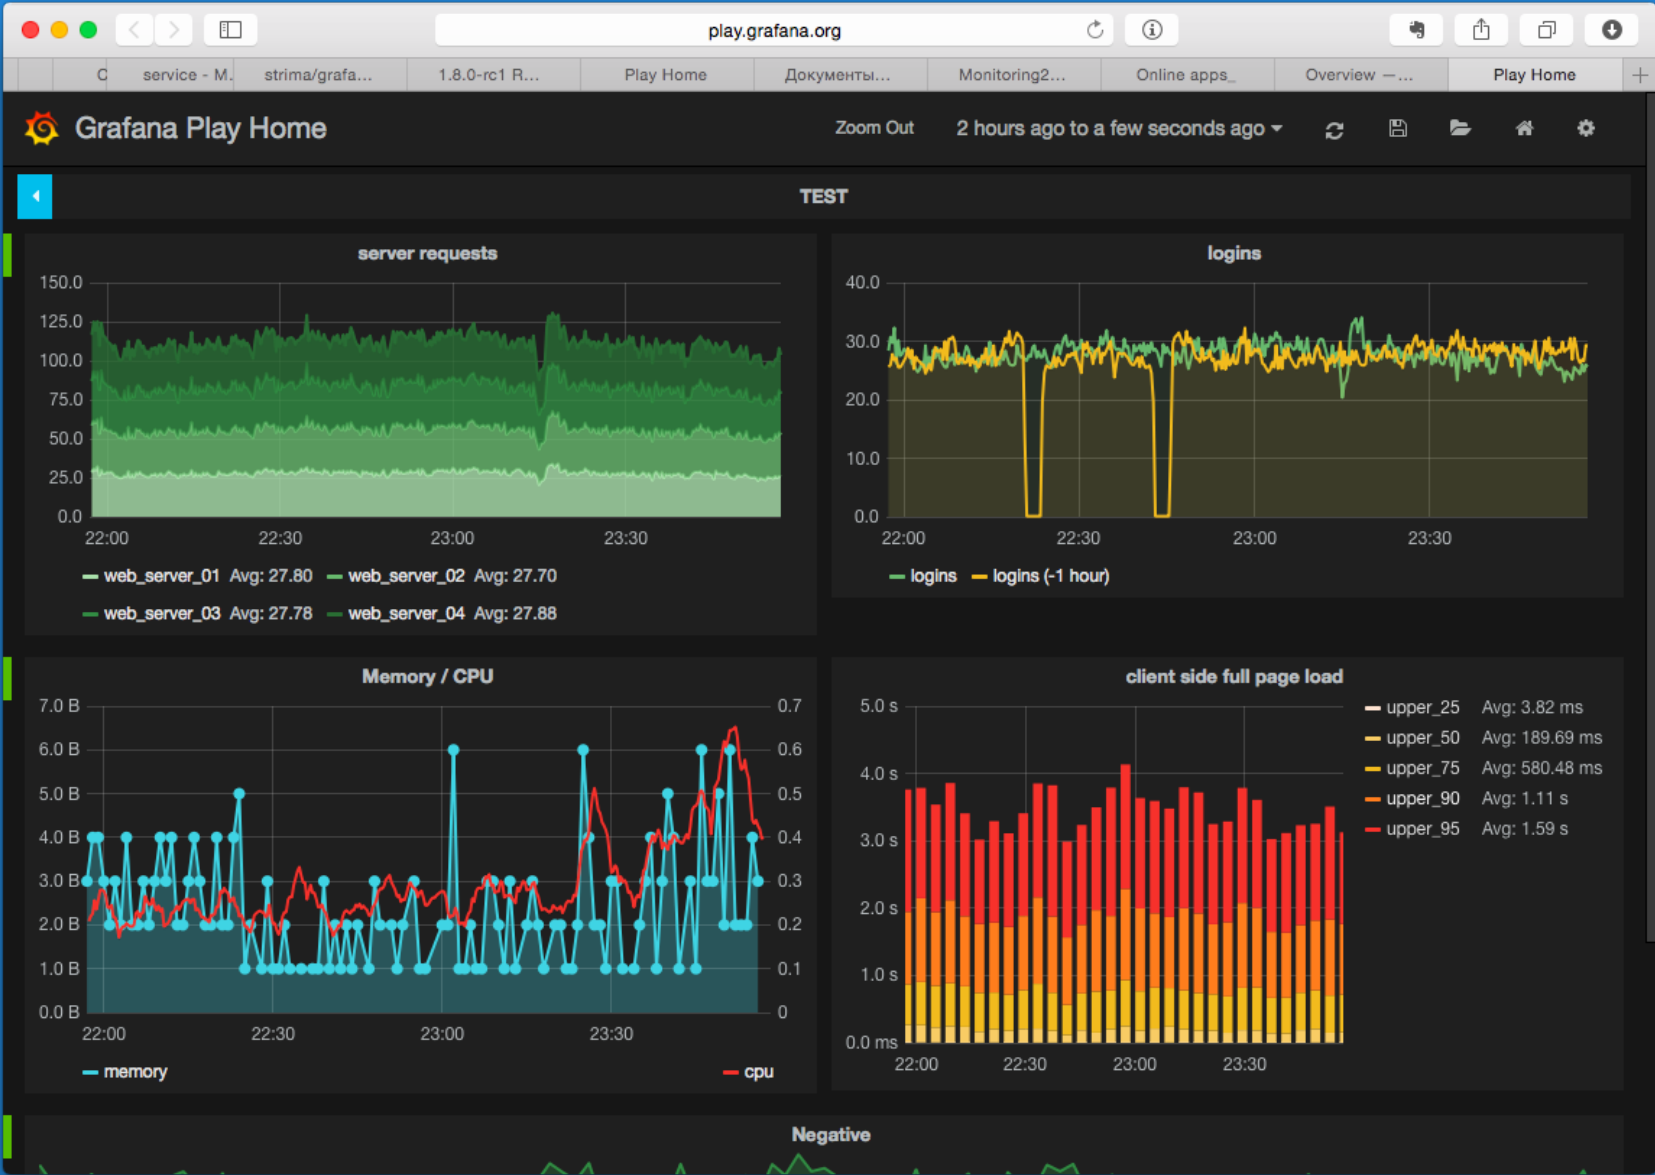 play.grafana.org
C service - M. strima/grafa... 1.8.0-rc1 R... Play Home Документы... Monitoring2... Online apps_ Overview —... Play Home
Grafana Play Home Zoom Out 2 hours ago to a few seconds ago
TEST
server requests
150.0
125.0
100.0
75.0
50.0
25.0
0.0
22:00 22:30 23:00 23:30
web_server_01 Avg: 27.80 web_server_02 Avg: 27.70
web_server_03 Avg: 27.78 web_server_04 Avg: 27.88
logins
40.0
30.0
20.0
10.0
0.0
22:00 22:30 23:00 23:30
logins logins (-1 hour)
Memory / CPU
7.0 B 0.7
6.0 B 0.6
5.0 B 0.5
4.0 B 0.4
3.0 B 0.3
2.0 B 0.2
1.0 B 0.1
0.0 B 0
22:00 22:30 23:00 23:30
memory cpu
client side full page load
5.0 s
4.0 s
3.0 s
2.0 s
1.0 s
0.0 ms
22:00 22:30 23:00 23:30
upper_25 Avg: 3.82 ms
upper_50 Avg: 189.69 ms
upper_75 Avg: 580.48 ms
upper_90 Avg: 1.11 s
upper_95 Avg: 1.59 s
Negative